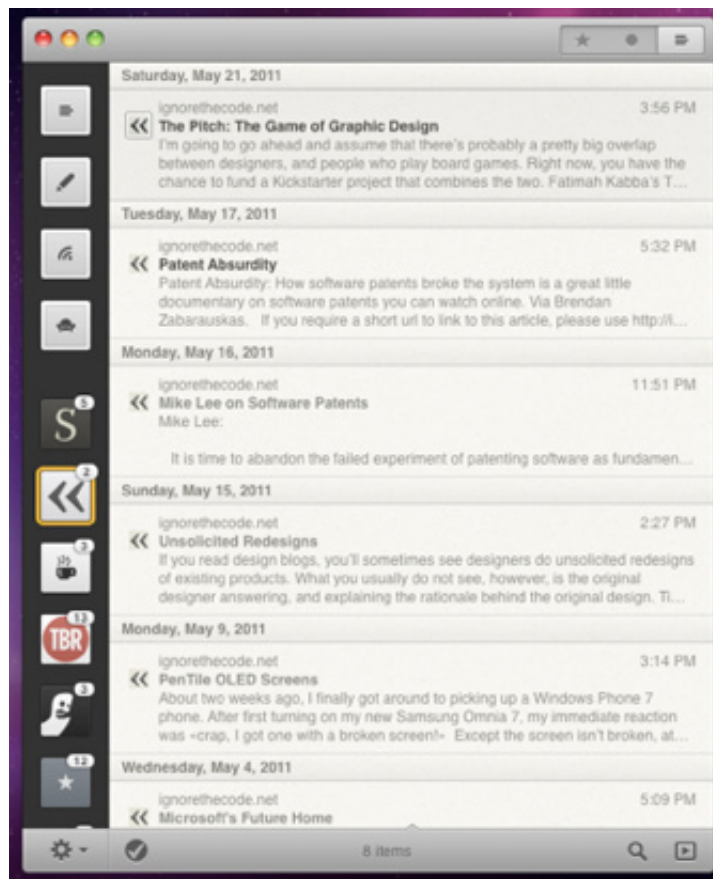 Saturday, May 21, 2011
ignorethecode.net 3:56 PM
The Pitch: The Game of Graphic Design
I'm going to go ahead and assume that there's probably a pretty big overlap
between designers, and people who play board games. Right now, you have the
chance to fund a Kickstarter project that combines the two. Fatimah Kabba's T...
Tuesday, May 17, 2011
ignorethecode.net 5:32 PM
Patent Absurdity
Patent Absurdity: How software patents broke the system is a great little
documentary on software patents you can watch online. Via Brendan
Zabarauskas. If you require a short url to link to this article, please use http://i...
Monday, May 16, 2011
ignorethecode.net 11:51 PM
Mike Lee on Software Patents
Mike Lee:
It is time to abandon the failed experiment of patenting software as fundamen...
5
S
2
Sunday, May 15, 2011
ignorethecode.net 2:27 PM
Unsolicited Redesigns
If you read design blogs, you'll sometimes see designers do unsolicited redesigns
of existing products. What you usually do not see, however, is the original
designer answering, and explaining the rationale behind the original design. Ti...
3
13
TBR
Monday, May 9, 2011
ignorethecode.net 3:14 PM
PenTile OLED Screens
About two weeks ago, I finally got around to picking up a Windows Phone 7
phone. After first turning on my new Samsung Omnia 7, my immediate reaction
was «crap, I got one with a broken screen!» Except the screen isn't broken, at...
3
12
Wednesday, May 4, 2011
ignorethecode.net 5:09 PM
Microsoft's Future Home
8 items